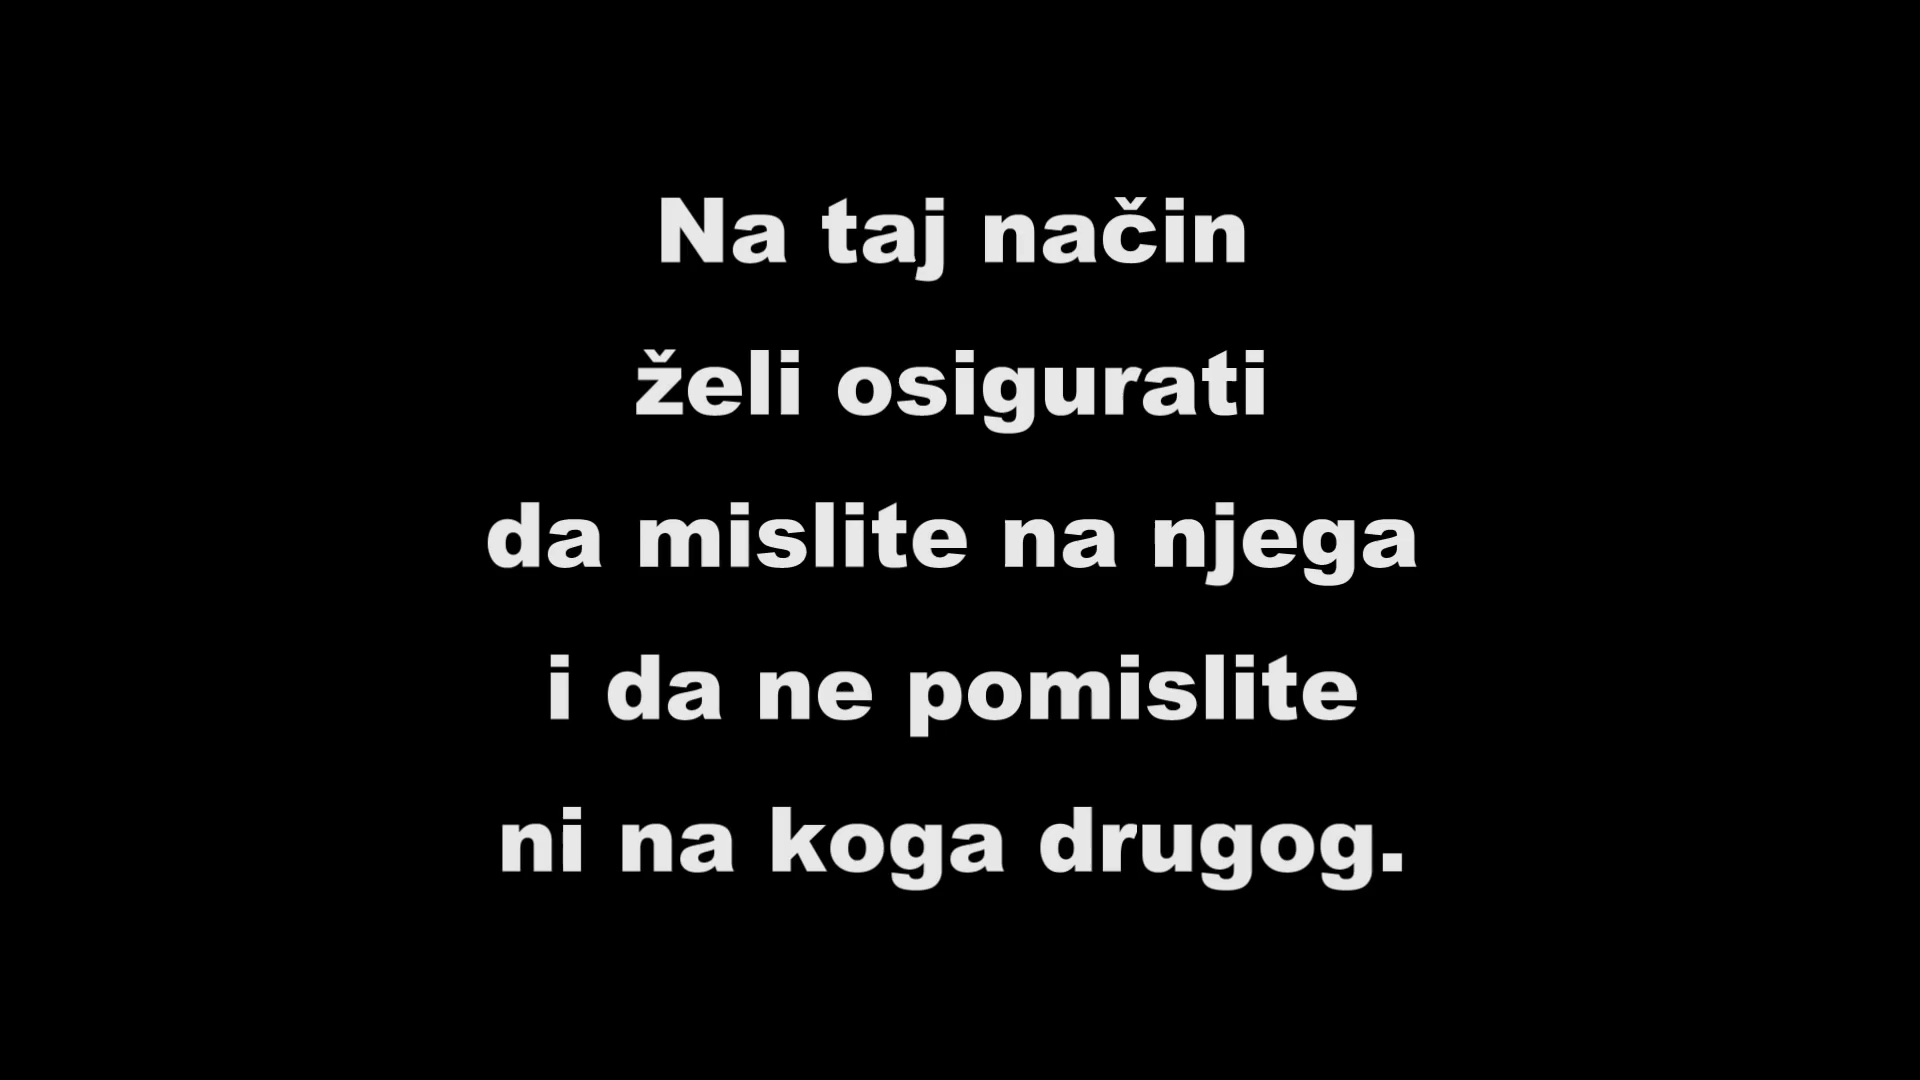 Na taj način
želi osigurati
da mislite na njega
i da ne pomislite
ni na koga drugog.